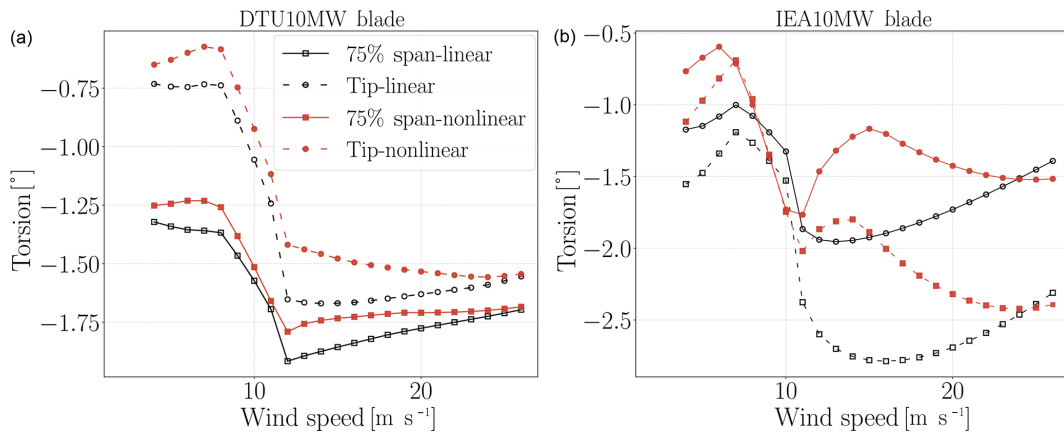 DTU10MW blade
(a)
−0.75
−1.00
−1.25
−1.50
−1.75
Torsion [°]
75% span-linear
Tip-linear
75% span-nonlinear
Tip-nonlinear
10
20
Wind speed [m s⁻¹]
IEA10MW blade
(b)
−0.5
−1.0
−1.5
−2.0
−2.5
Torsion [°]
10
20
Wind speed [m s⁻¹]